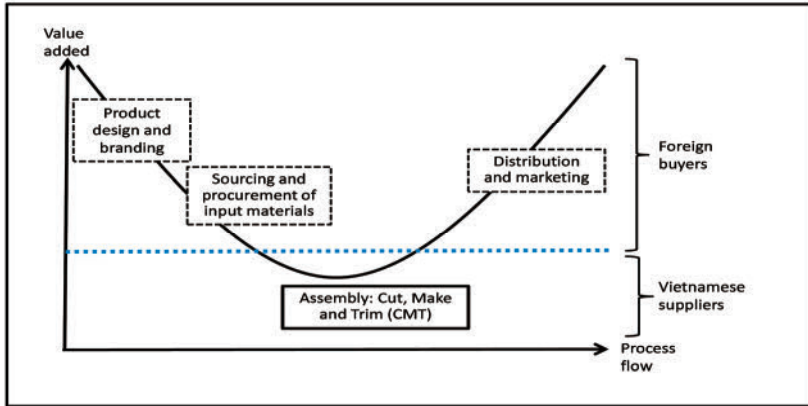 Value
added
Product
design and
branding
Sourcing and
procurement of
input materials
Distribution
and marketing
Foreign
buyers
Assembly: Cut, Make
and Trim (CMT)
Vietnamese
suppliers
Process
flow